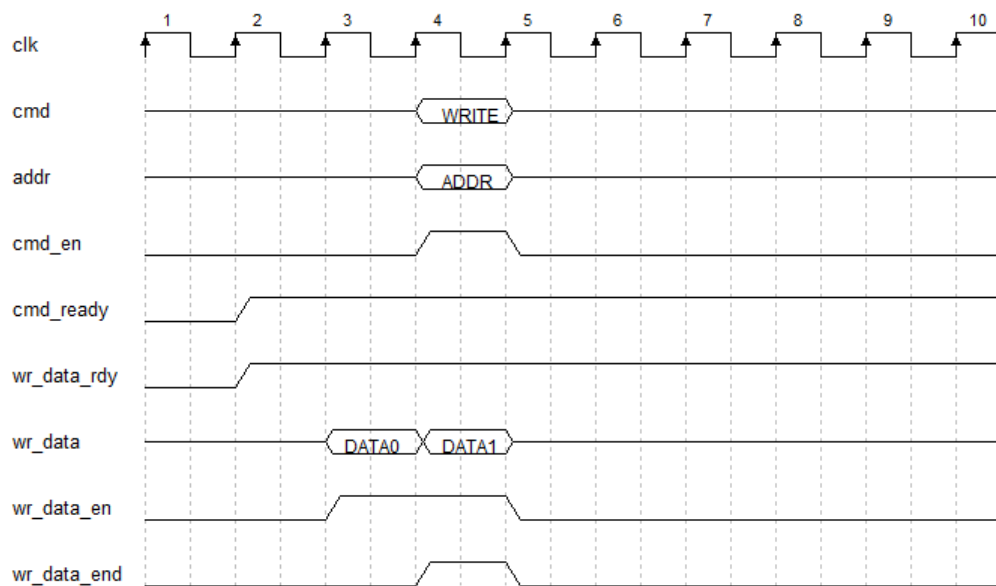 1 2 3 4 5 6 7 8 9 10
clk
cmd WRITE
addr ADDR
cmd_en
cmd_ready
wr_data_rdy
wr_data DATA0 DATA1
wr_data_en
wr_data_end